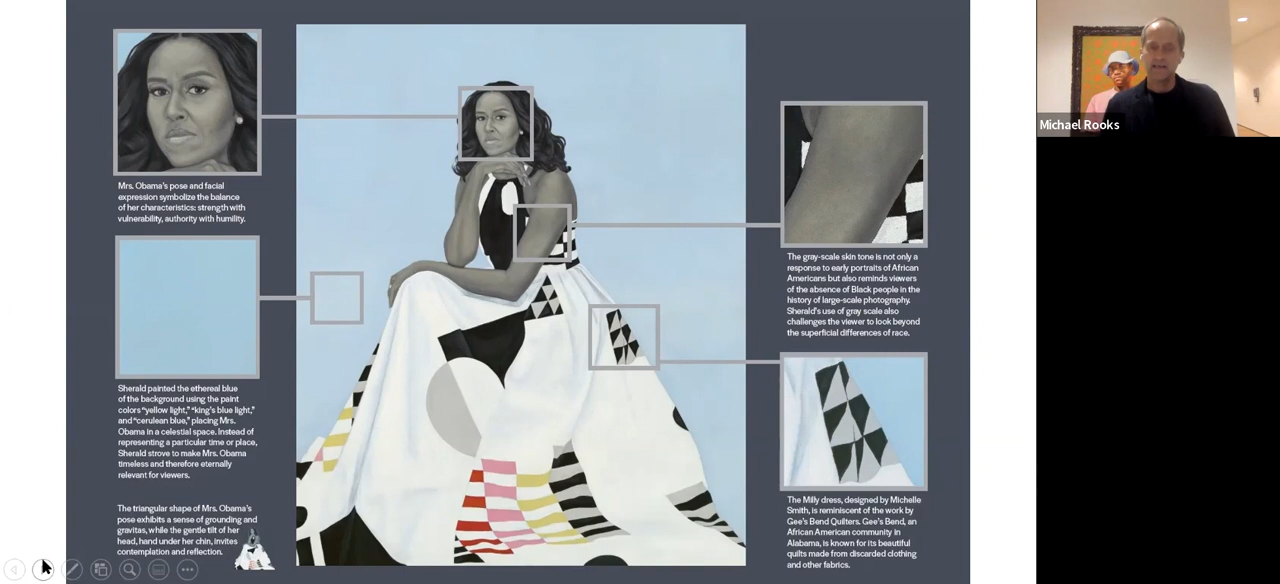 Mrs. Obama's pose and facial
expression symbolize the balance
of her characteristics: strength with
vulnerability, authority with humility.
Sherald painted the ethereal blue
of the background using the paint
colors “yellow light,” “king's blue light,”
and “cerulean blue,” placing Mrs.
Obama in a celestial space. Instead of
representing a particular time or place,
Sherald strove to make Mrs. Obama
timeless and therefore eternally
relevant for viewers.
The triangular shape of Mrs. Obama's
pose exhibits a sense of grounding and
gravitas, while the gentle tilt of her
head, hand under her chin, invites
contemplation and reflection.
The gray-scale skin tone is not only a
response to early portraits of African
Americans but also reminds viewers
of the absence of Black people in the
history of large-scale photography.
Sherald's use of gray scale also
challenges the viewer to look beyond
the superficial differences of race.
The Milly dress, designed by Michelle
Smith, is reminiscent of the work by
Gee's Bend Quilters. Gee's Bend, an
African American community in
Alabama, is known for its beautiful
quilts made from discarded clothing
and other fabrics.
Michael Rooks